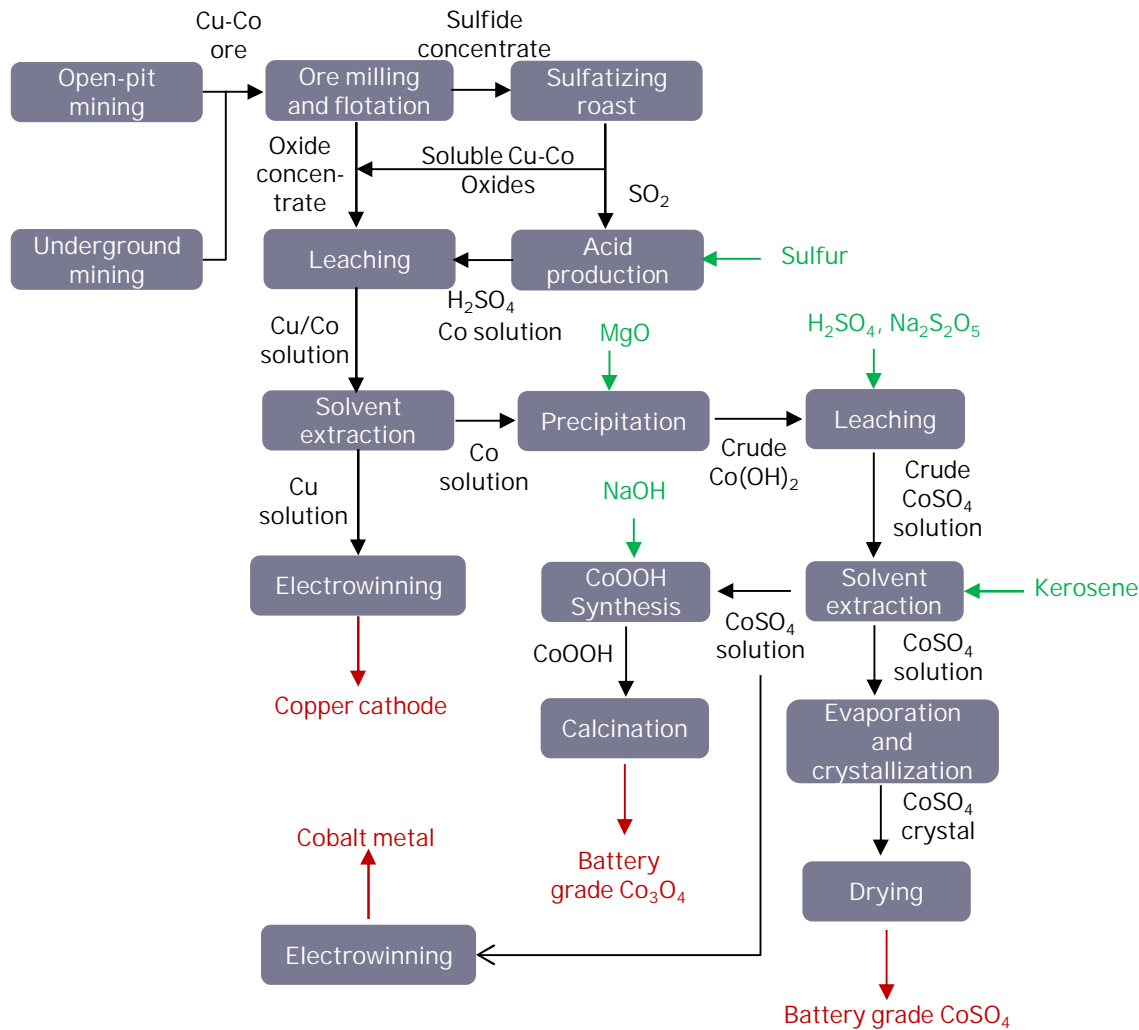 Cu-Co
ore
Sulfide
concentrate
Open-pit
mining
Ore milling
and flotation
Sulfatizing
roast
Oxide
concen-
trate
Soluble Cu-Co
Oxides
SO₂
Underground
mining
Leaching
Acid
production
Sulfur
H₂SO₄
Cu/Co
solution
Co solution
MgO
H₂SO₄, Na₂S₂O₅
Solvent
extraction
Precipitation
Leaching
Co
solution
Crude
Co(OH)₂
Crude
CoSO₄
solution
Cu
solution
NaOH
Electrowinning
CoOOH
Synthesis
Solvent
extraction
Kerosene
CoOOH
CoSO₄
solution
CoSO₄
solution
Copper cathode
Calcination
Evaporation
and
crystallization
CoSO₄
crystal
Cobalt metal
Battery
grade Co₃O₄
Drying
Electrowinning
Battery grade CoSO₄